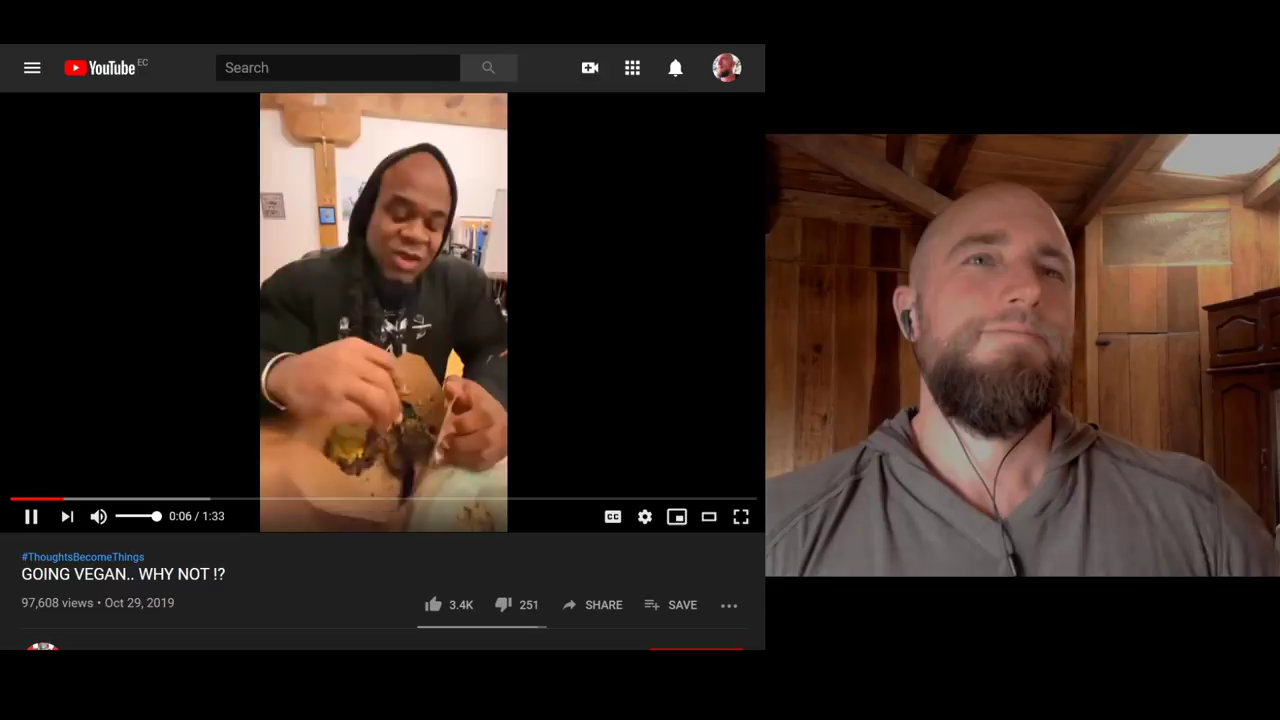 YouTube EC
Search
0:06 / 1:33
CC
#ThoughtsBecomeThings
GOING VEGAN.. WHY NOT !?
97,608 views • Oct 29, 2019
3.4K 251 SHARE SAVE